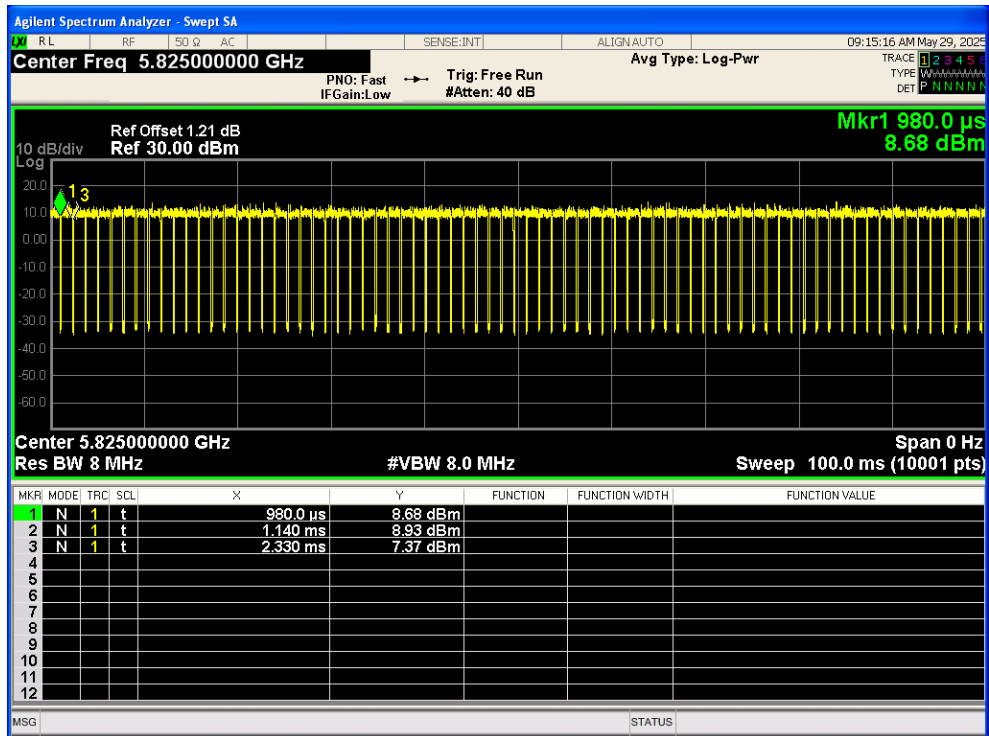 Agilent Spectrum Analyzer - Swept SA
LXI RL RF 50 Ω AC SENSE:INT ALIGNAUTO 09:15:16 AM May 29, 2025
Center Freq 5.825000000 GHz Avg Type: Log-Pwr TRACE 1 2 3 4 5 6
PNO: Fast Trig: Free Run TYPE
IFGain:Low #Atten: 40 dB DET P N N N N N
Mkr1 980.0 µs
8.68 dBm
Ref Offset 1.21 dB
10 dB/div Ref 30.00 dBm
Log
20.0
1 3
10.0
0.00
-10.0
-20.0
-30.0
-40.0
-50.0
-60.0
Center 5.825000000 GHz Span 0 Hz
Res BW 8 MHz #VBW 8.0 MHz Sweep 100.0 ms (10001 pts)
MKR MODE TRC SCL X Y FUNCTION FUNCTION WIDTH FUNCTION VALUE
1 N 1 t 980.0 µs 8.68 dBm
2 N 1 t 1.140 ms 8.93 dBm
3 N 1 t 2.330 ms 7.37 dBm
4
5
6
7
8
9
10
11
12
MSG STATUS